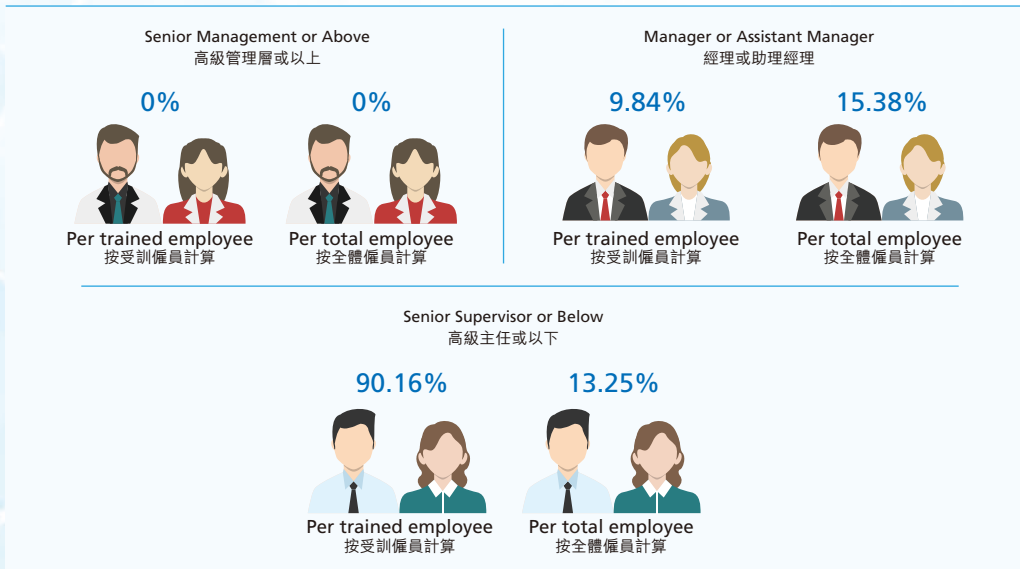 Senior Management or Above
高級管理層或以上
0%
0%
Per trained employee
按受訓僱員計算
Per total employee
按全體僱員計算
Manager or Assistant Manager
經理或助理經理
9.84%
15.38%
Per trained employee
按受訓僱員計算
Per total employee
按全體僱員計算
Senior Supervisor or Below
高級主任或以下
90.16%
13.25%
Per trained employee
按受訓僱員計算
Per total employee
按全體僱員計算